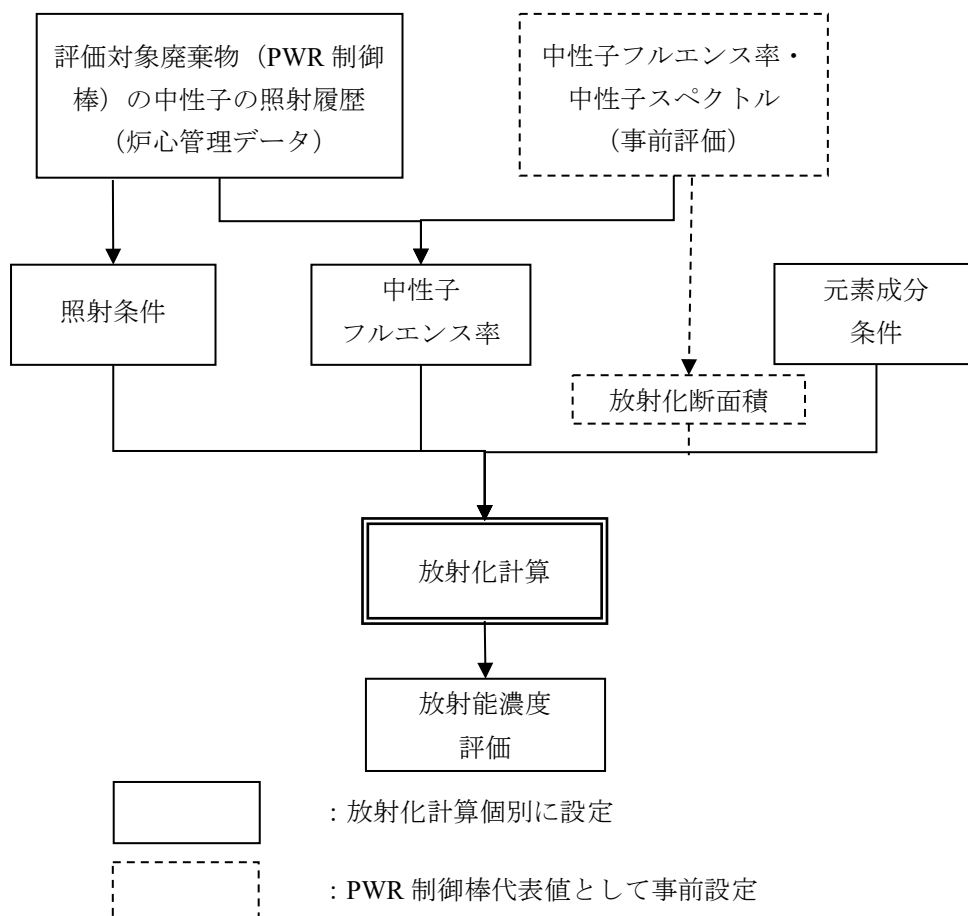 評価対象廃棄物（PWR 制御
棒）の中性子の照射履歴
（炉心管理データ）
中性子フルエンス率・
中性子スペクトル
（事前評価）
照射条件
中性子
フルエンス率
元素成分
条件
放射化断面積
放射化計算
放射能濃度
評価
：放射化計算個別に設定
：PWR 制御棒代表値として事前設定